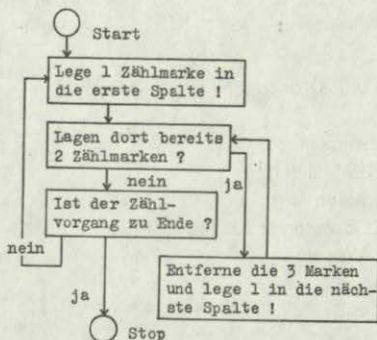 Start
Lege 1 Zählmarke in
die erste Spalte !
Lagen dort bereits
2 Zählmarken ?
nein
ja
Ist der Zähl-
vorgang zu Ende ?
nein
Entferne die 3 Marken
und lege 1 in die näch-
ste Spalte !
ja
Stop